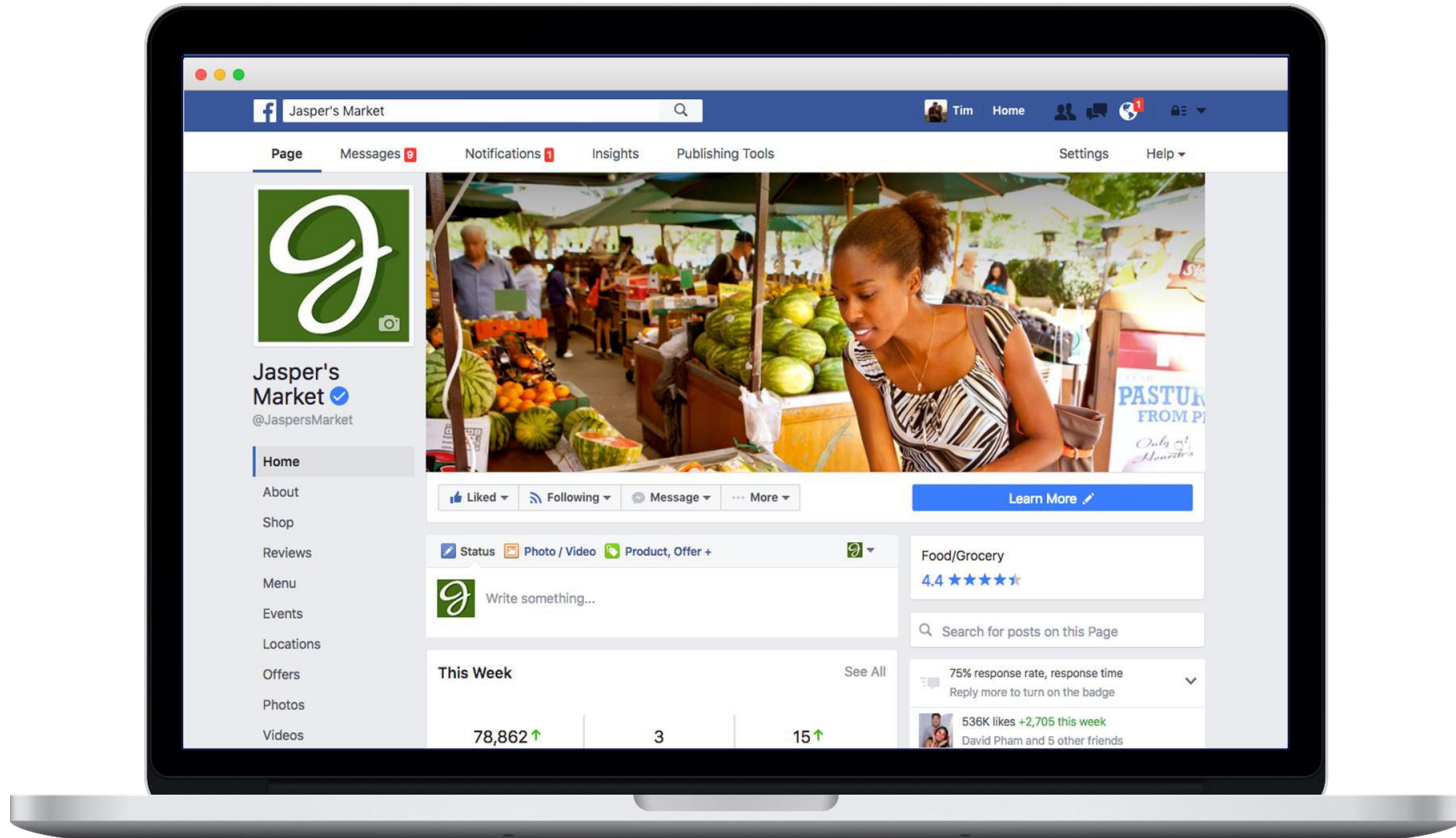 Jasper's Market
Tim
Home
1
Page
Messages 9
Notifications 1
Insights
Publishing Tools
Settings
Help
Jasper's
Market
@JaspersMarket
PASTUR
FROM P
Only at
Home
About
Shop
Reviews
Menu
Events
Locations
Offers
Photos
Videos
Liked
Following
Message
More
Learn More
Status
Photo / Video
Product, Offer +
Write something...
This Week
See All
78,862
3
15
Food/Grocery
4.4
Search for posts on this Page
75% response rate, response time
Reply more to turn on the badge
536K likes +2,705 this week
David Pham and 5 other friends